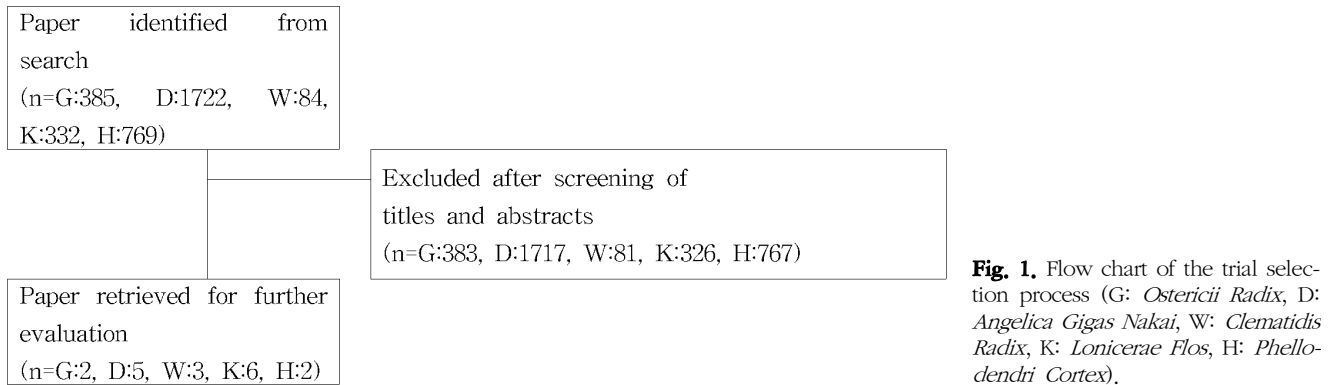 Paper identified from
search
(n=G:385, D:1722, W:84,
K:332, H:769)
Excluded after screening of
titles and abstracts
(n=G:383, D:1717, W:81, K:326, H:767)
Paper retrieved for further
evaluation
(n=G:2, D:5, W:3, K:6, H:2)
Fig. 1. Flow chart of the trial selec-
tion process (G: Ostericii Radix, D:
Angelica Gigas Nakai, W: Clematidis
Radix, K: Lonicerae Flos, H: Phello-
dendri Cortex).